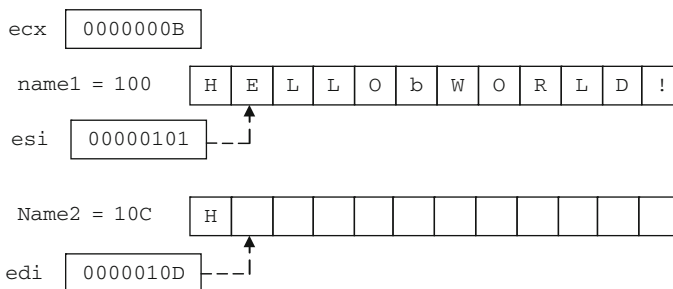 ecx 0000000B
name1 = 100 H E L L O b W O R L D !
esi 00000101
Name2 = 10C H
edi 0000010D